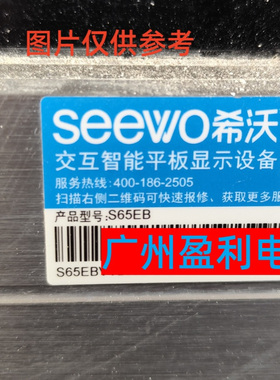 图片仅供参考
seewo希沃
交互智能平板显示设备
服务热线:400-186-2505
扫描右侧二维码可快速报修、获取更多服
产品型号:S65EB
广州盈利电
S65EB